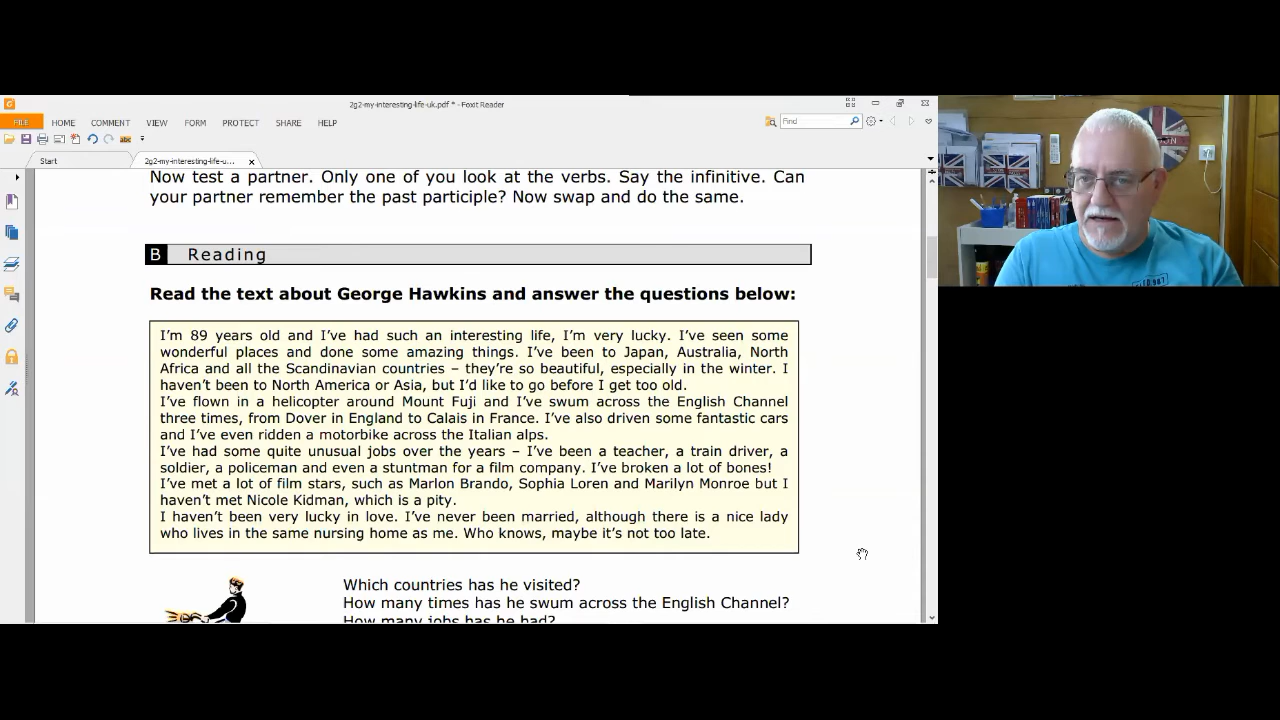 2g2-my-interesting-life-uk.pdf * - Foxit Reader
FILE HOME COMMENT VIEW FORM PROTECT SHARE HELP
Find
Start
2g2-my-interesting-life-u...
Now test a partner. Only one of you look at the verbs. Say the infinitive. Can
your partner remember the past participle? Now swap and do the same.
B Reading
Read the text about George Hawkins and answer the questions below:
I'm 89 years old and I've had such an interesting life, I'm very lucky. I've seen some
wonderful places and done some amazing things. I've been to Japan, Australia, North
Africa and all the Scandinavian countries – they're so beautiful, especially in the winter. I
haven't been to North America or Asia, but I'd like to go before I get too old.
I've flown in a helicopter around Mount Fuji and I've swum across the English Channel
three times, from Dover in England to Calais in France. I've also driven some fantastic cars
and I've even ridden a motorbike across the Italian alps.
I've had some quite unusual jobs over the years – I've been a teacher, a train driver, a
soldier, a policeman and even a stuntman for a film company. I've broken a lot of bones!
I've met a lot of film stars, such as Marlon Brando, Sophia Loren and Marilyn Monroe but I
haven't met Nicole Kidman, which is a pity.
I haven't been very lucky in love. I've never been married, although there is a nice lady
who lives in the same nursing home as me. Who knows, maybe it's not too late.
Which countries has he visited?
How many times has he swum across the English Channel?
How many jobs has he had?